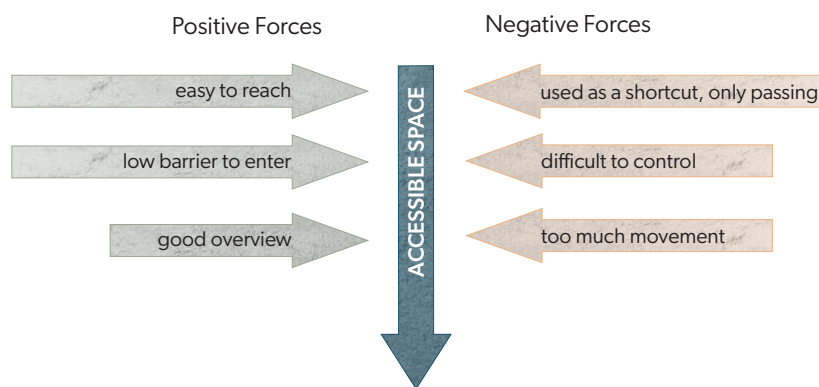 Positive Forces
Negative Forces
easy to reach
used as a shortcut, only passing
low barrier to enter
difficult to control
good overview
too much movement
ACCESSIBLE SPACE